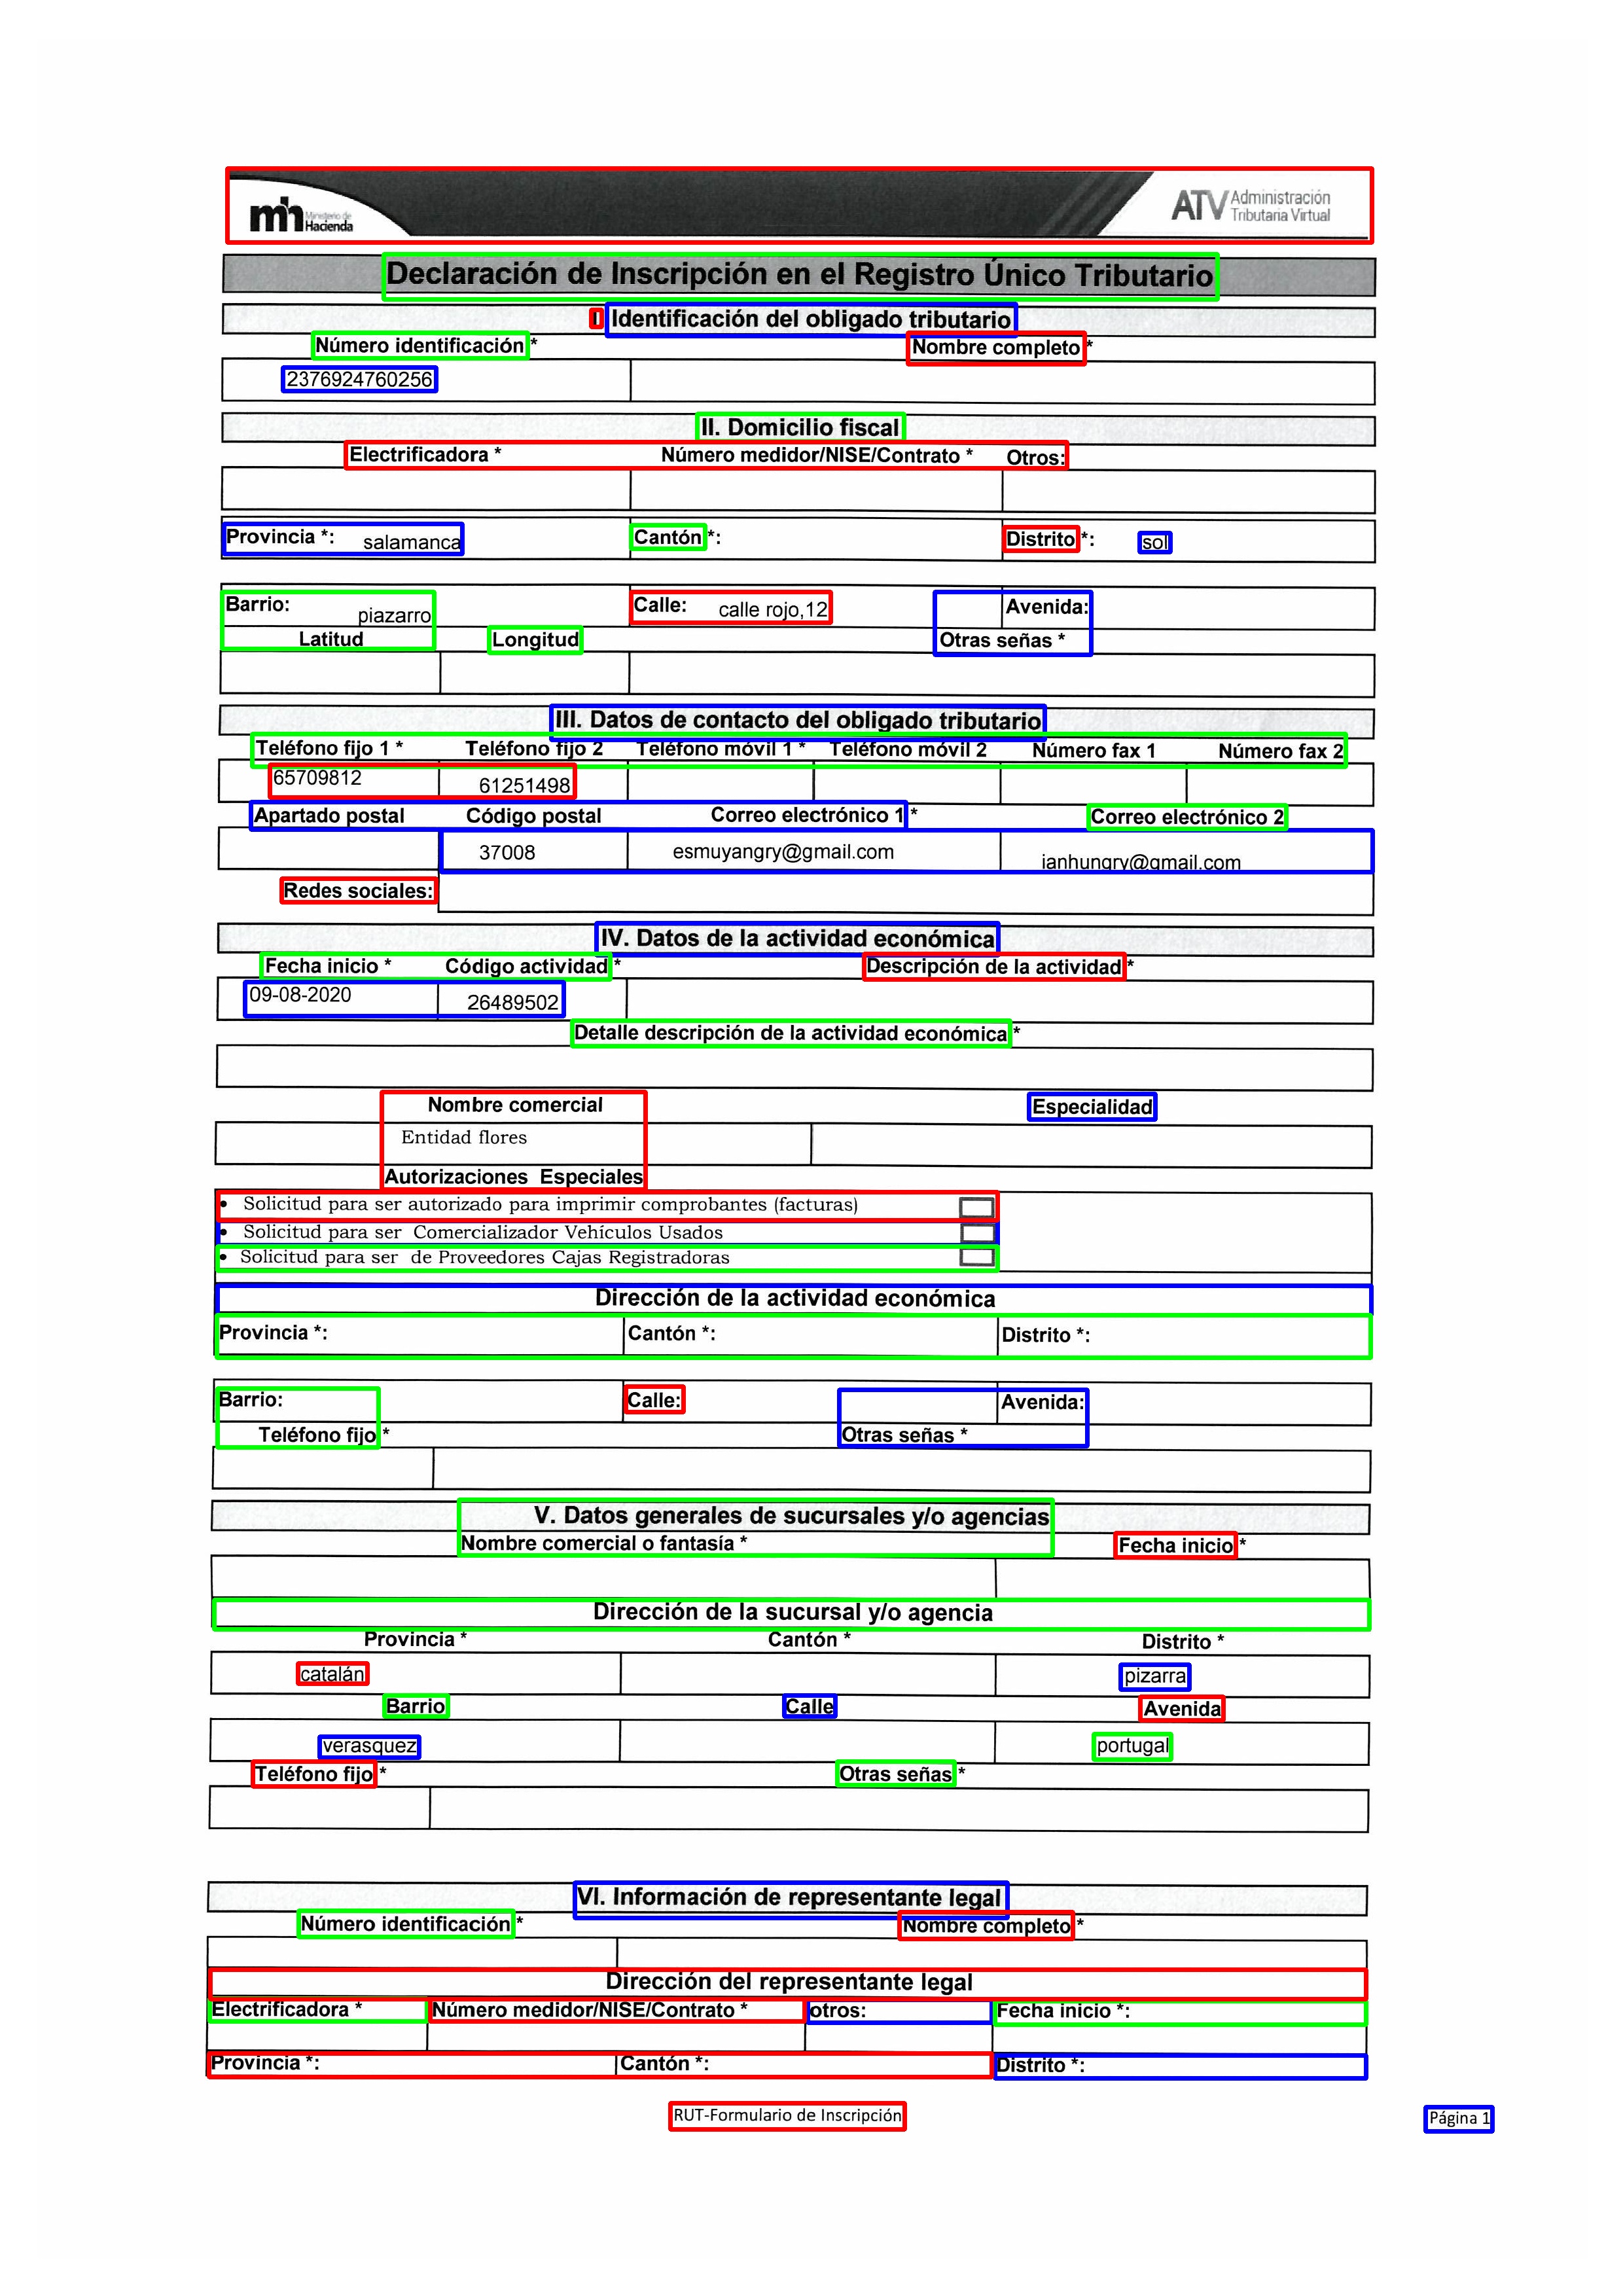 mh Ministerio de Hacienda ATV Administración Tributaria Virtual
Declaración de Inscripción en el Registro Único Tributario
I Identificación del obligado tributario
Número identificación * Nombre completo *
2376924760256
II. Domicilio fiscal
Electrificadora * Número medidor/NISE/Contrato * Otros:
Provincia *: salamanca Cantón *: Distrito *: sol
Barrio: piazarro Calle: calle rojo,12 Avenida:
Latitud Longitud Otras señas *
III. Datos de contacto del obligado tributario
Teléfono fijo 1 * Teléfono fijo 2 Teléfono móvil 1 * Teléfono móvil 2 Número fax 1 Número fax 2
65709812 61251498
Apartado postal Código postal Correo electrónico 1 * Correo electrónico 2
37008 esmuyangry@gmail.com ianhungry@gmail.com
Redes sociales:
IV. Datos de la actividad económica
Fecha inicio * Código actividad * Descripción de la actividad *
09-08-2020 26489502
Detalle descripción de la actividad económica *
Nombre comercial Especialidad
Entidad flores
Autorizaciones Especiales
• Solicitud para ser autorizado para imprimir comprobantes (facturas)
• Solicitud para ser Comercializador Vehículos Usados
• Solicitud para ser de Proveedores Cajas Registradoras
Dirección de la actividad económica
Provincia *: Cantón *: Distrito *:
Barrio: Calle: Avenida:
Teléfono fijo * Otras señas *
V. Datos generales de sucursales y/o agencias
Nombre comercial o fantasía * Fecha inicio *
Dirección de la sucursal y/o agencia
Provincia * Cantón * Distrito *
catalán pizarra
Barrio Calle Avenida
verasquez portugal
Teléfono fijo * Otras señas *
VI. Información de representante legal
Número identificación * Nombre completo *
Dirección del representante legal
Electrificadora * Número medidor/NISE/Contrato * otros: Fecha inicio *:
Provincia *: Cantón *: Distrito *:
RUT-Formulario de Inscripción Página 1